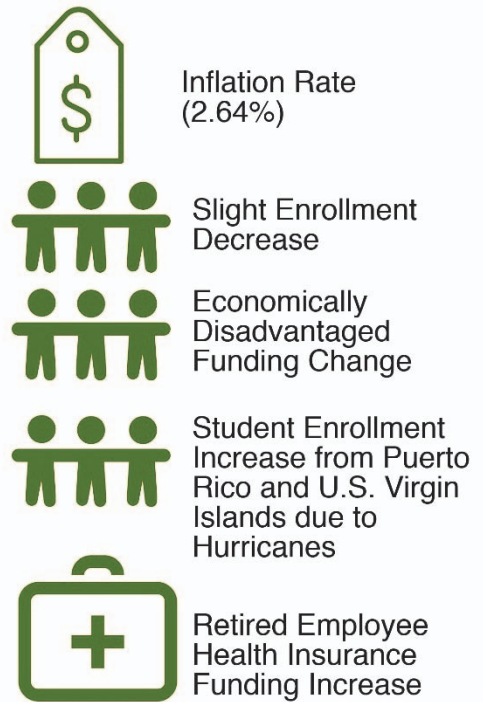 $
Inflation Rate
(2.64%)
Slight Enrollment
Decrease
Economically
Disadvantaged
Funding Change
Student Enrollment
Increase from Puerto
Rico and U.S. Virgin
Islands due to
Hurricanes
Retired Employee
Health Insurance
Funding Increase